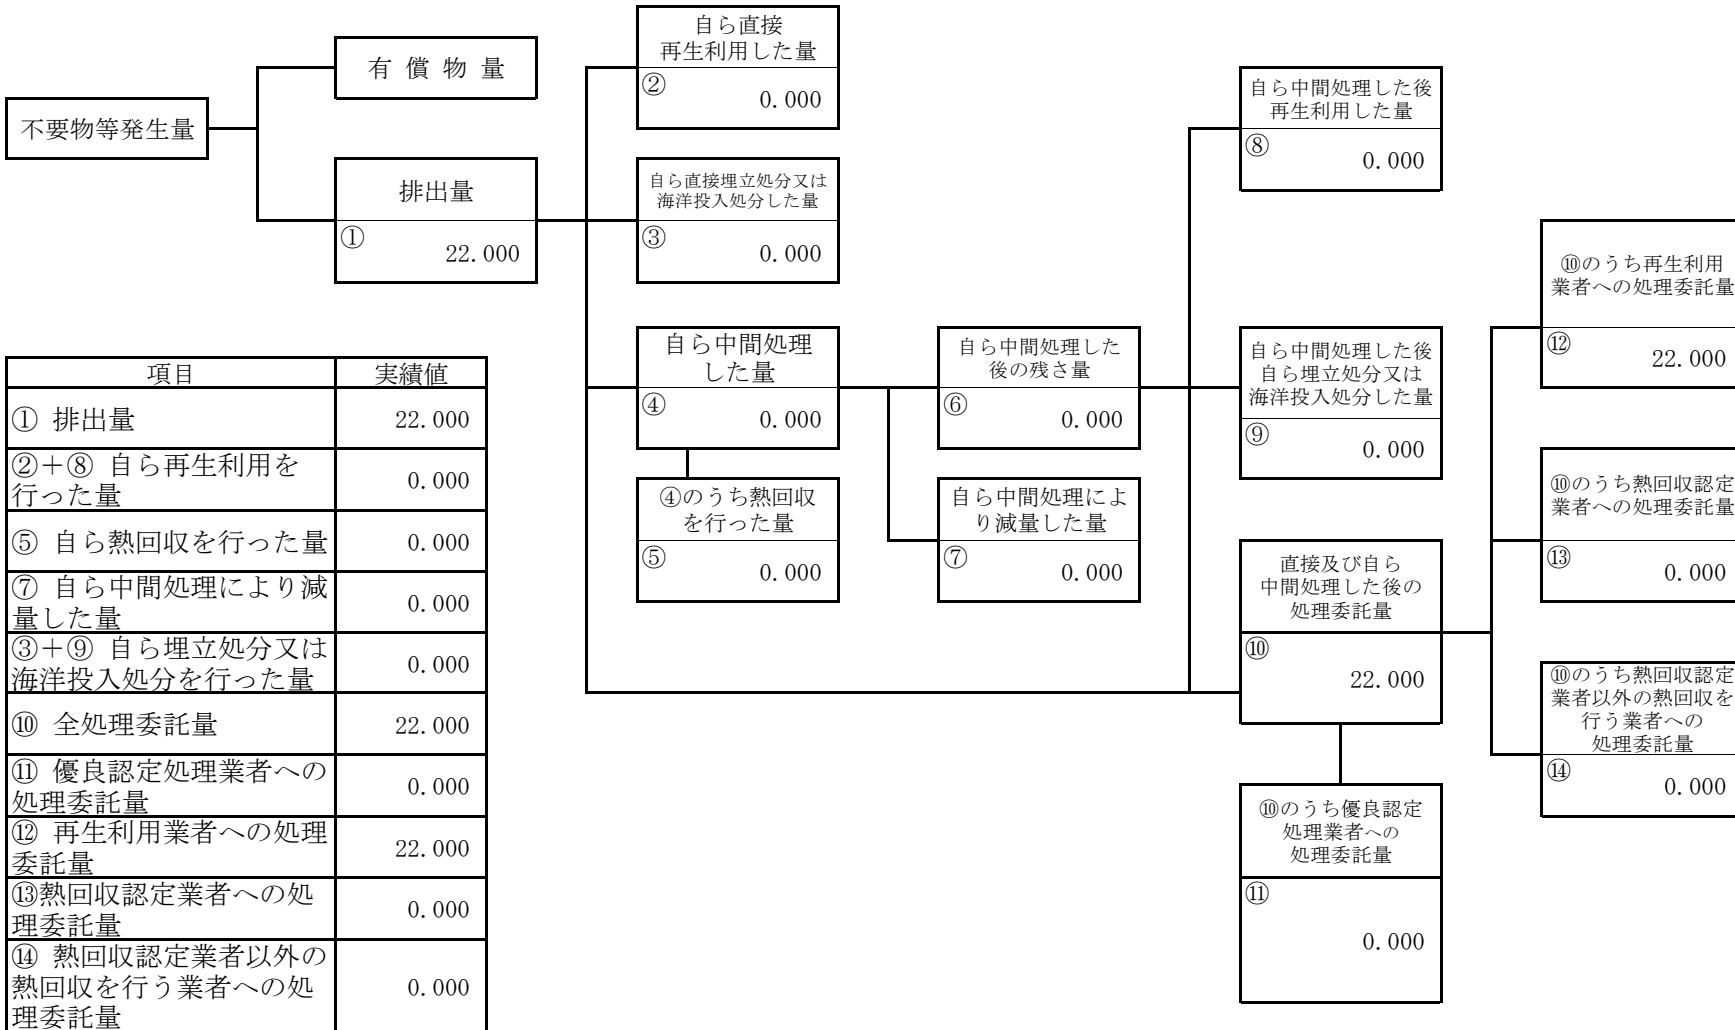 不要物等発生量
有 償 物 量
排出量
①
22.000
自ら直接
再生利用した量
②
0.000
自ら直接埋立処分又は
海洋投入処分した量
③
0.000
自ら中間処理
した量
④
0.000
④のうち熱回収
を行った量
⑤
0.000
自ら中間処理した
後の残さ量
⑥
0.000
自ら中間処理によ
り減量した量
⑦
0.000
自ら中間処理した後
再生利用した量
⑧
0.000
自ら中間処理した後
自ら埋立処分又は
海洋投入処分した量
⑨
0.000
直接及び自ら
中間処理した後の
処理委託量
⑩
22.000
⑩のうち優良認定
処理業者への
処理委託量
⑪
0.000
⑩のうち再生利用
業者への処理委託量
⑫
22.000
⑩のうち熱回収認定
業者への処理委託量
⑬
0.000
⑩のうち熱回収認定
業者以外の熱回収を
行う業者への
処理委託量
⑭
0.000
項目 実績値
① 排出量 22.000
②+⑧ 自ら再生利用を
行った量 0.000
⑤ 自ら熱回収を行った量 0.000
⑦ 自ら中間処理により減
量した量 0.000
③+⑨ 自ら埋立処分又は
海洋投入処分を行った量 0.000
⑩ 全処理委託量 22.000
⑪ 優良認定処理業者への
処理委託量 0.000
⑫ 再生利用業者への処理
委託量 22.000
⑬熱回収認定業者への処
理委託量 0.000
⑭ 熱回収認定業者以外の
熱回収を行う業者への処
理委託量 0.000